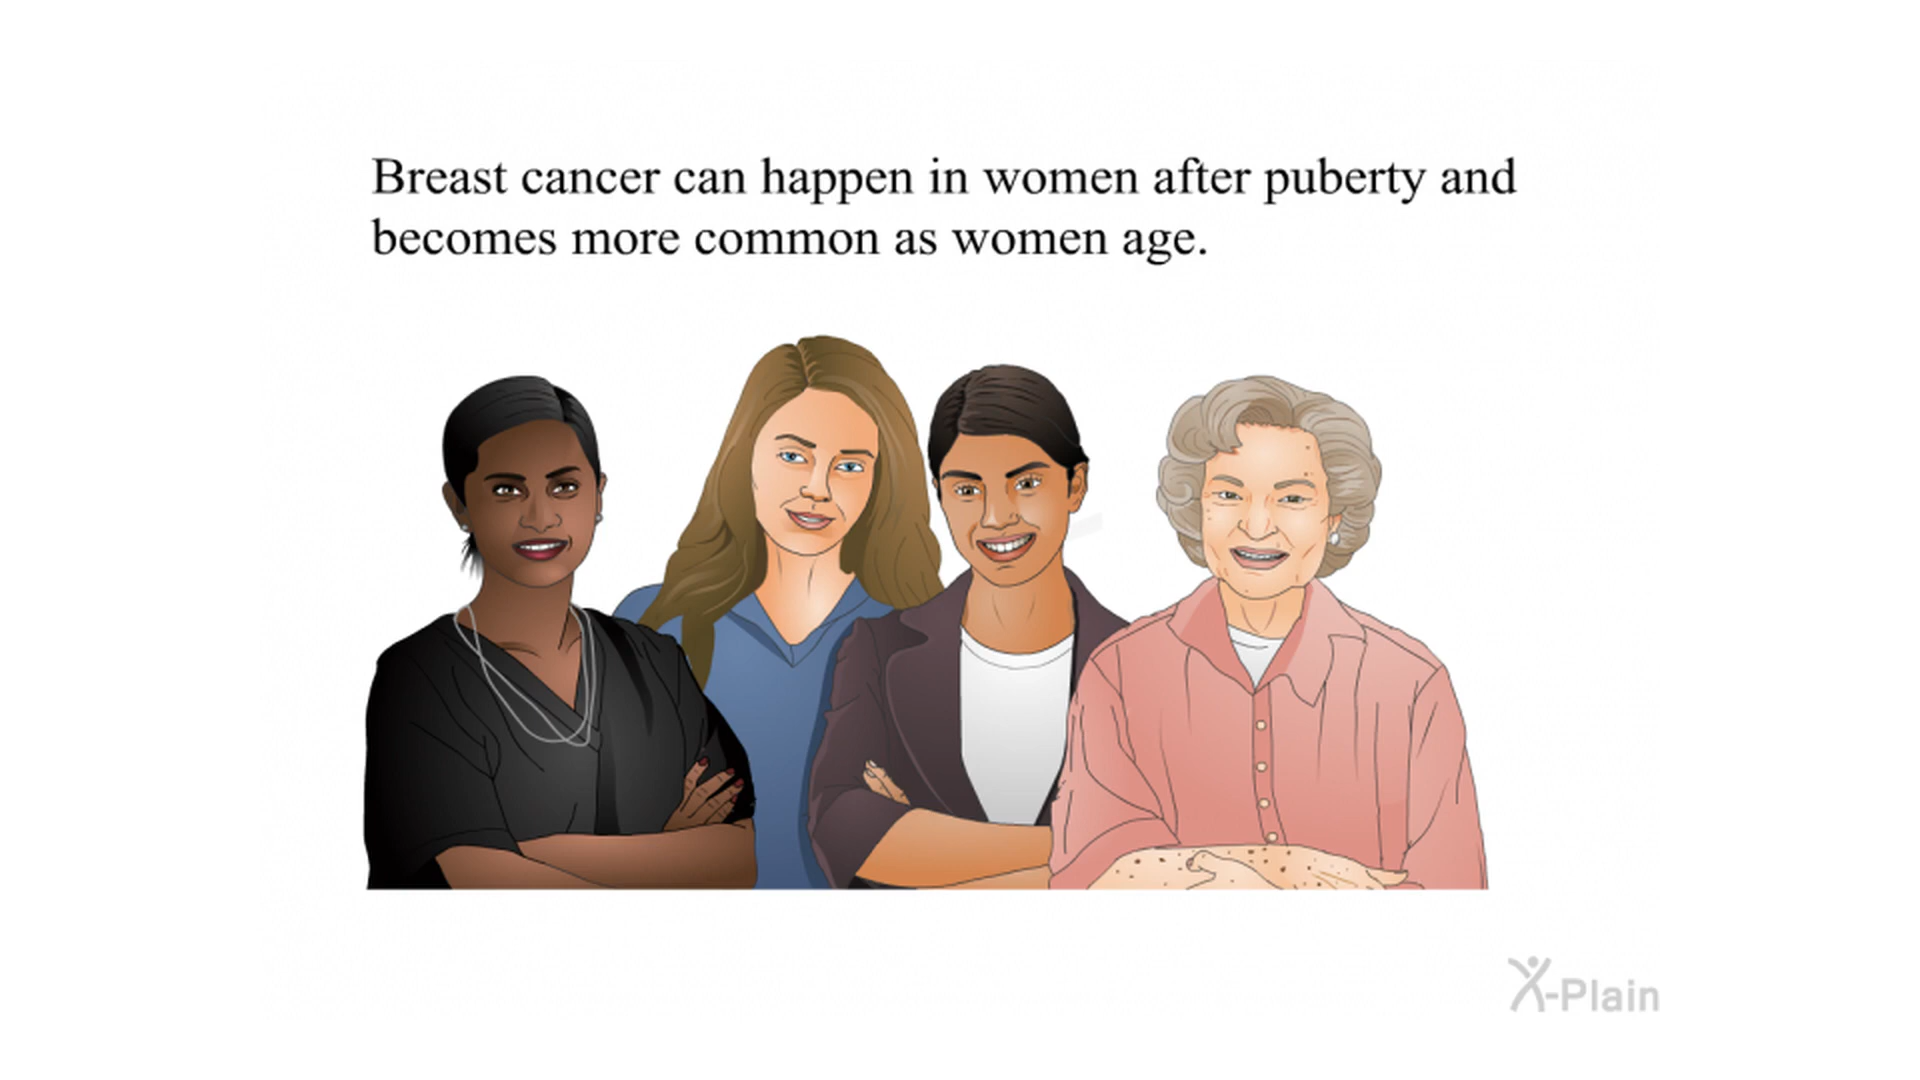 Breast cancer can happen in women after puberty and
becomes more common as women age.
X-Plain